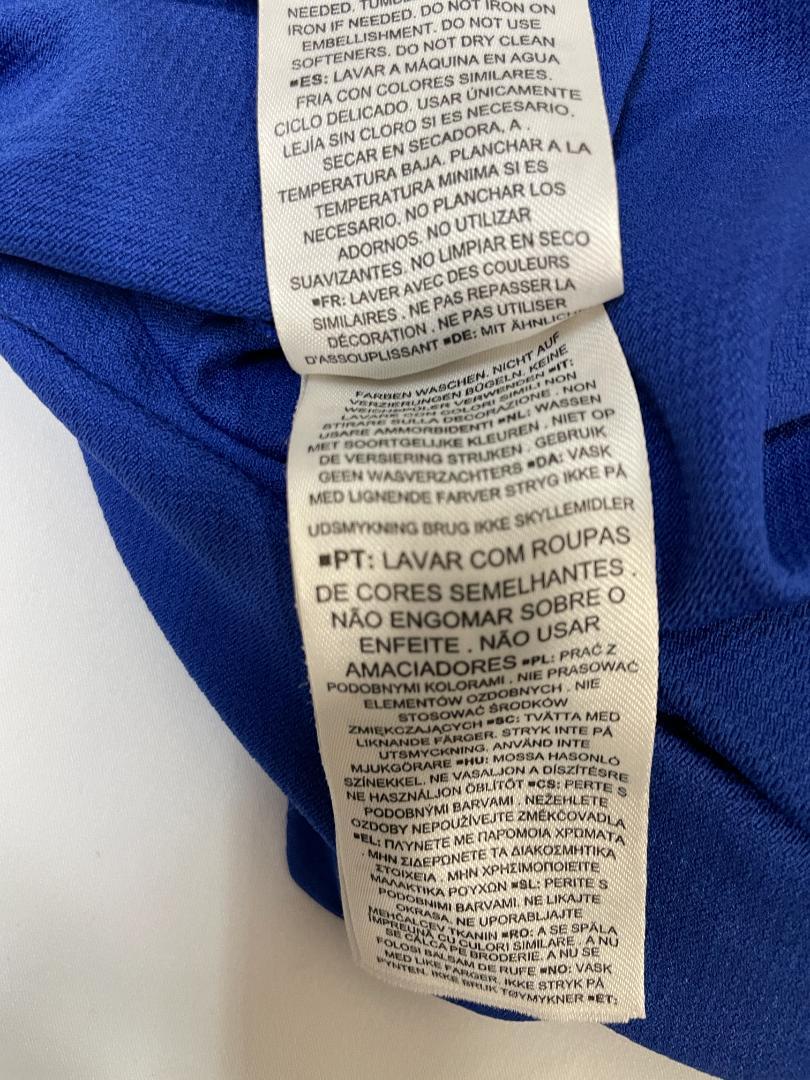 NEEDED. TUMBLE
IRON IF NEEDED. DO NOT IRON ON
EMBELLISHMENT. DO NOT USE
SOFTENERS. DO NOT DRY CLEAN
■ES: LAVAR A MÁQUINA EN AGUA
FRIA CON COLORES SIMILARES.
CICLO DELICADO. USAR ÚNICAMENTE
LEJÍA SIN CLORO SI ES NECESARIO.
SECAR EN SECADORA, A .
TEMPERATURA BAJA. PLANCHAR A LA
TEMPERATURA MINIMA SI ES
NECESARIO. NO PLANCHAR LOS
ADORNOS. NO UTILIZAR
SUAVIZANTES. NO LIMPIAR EN SECO
■FR: LAVER AVEC DES COULEURS
SIMILAIRES . NE PAS REPASSER LA
DÉCORATION . NE PAS UTILISER
D'ASSOUPLISSANT ■DE: MIT
FARBEN WASCHEN. NICHT AUF
VERZIERUNGEN BÜGELN. KEINE
WEICHSPÜLER VERWENDEN ■IT:
LAVARE CON COLORI SIMILI NON
STIRARE SULLA DECORAZIONE . NON
USARE AMMORBIDENTI ■NL: WASSEN
MET SOORTGELIJKE KLEUREN . NIET OP
DE VERSIERING STRIJKEN . GEBRUIK
GEEN WASVERZACHTERS ■DA: VASK
MED LIGNENDE FARVER STRYG IKKE PÅ
UDSMYKNING BRUG IKKE SKYLLEMIDLER
■PT: LAVAR COM ROUPAS
DE CORES SEMELHANTES .
NÃO ENGOMAR SOBRE O
ENFEITE . NÃO USAR
AMACIADORES ■PL: PRAĆ Z
PODOBNYMI KOLORAMI . NIE PRASOWAĆ
ELEMENTÓW OZDOBNYCH . NIE
STOSOWAĆ ŚRODKÓW
ZMIĘKCZAJĄCYCH ■SC: TVÄTTA MED
LIKNANDE FÄRGER. STRYK INTE PÅ
UTSMYCKNING. ANVÄND INTE
MJUKGÖRARE ■HU: MOSSA HASONLÓ
SZÍNEKKEL. NE VASALJON A DÍSZÍTÉSRE
NE HASZNÁLJON ÖBLÍTŐT ■CS: PERTE S
PODOBNÝMI BARVAMI . NEŽEHLETE
OZDOBY NEPOUŽÍVEJTE ZMĚKČOVADLA
■EL: ΠΛΥΝΕΤΕ ΜΕ ΠΑΡΟΜΟΙΑ ΧΡΩΜΑΤΑ
. ΜΗΝ ΣΙΔΕΡΩΝΕΤΕ ΤΑ ΔΙΑΚΟΣΜΗΤΙΚΑ
ΣΤΟΙΧΕΙΑ . ΜΗΝ ΧΡΗΣΙΜΟΠΟΙΕΙΤΕ
ΜΑΛΑΚΤΙΚΑ ΡΟΥΧΩΝ ■SL: PERITE S
PODOBNIMI BARVAMI. NE LIKAJTE
OKRASA. NE UPORABLJAJTE
MEHČALCEV TKANIN ■RO: A SE SPĂLA
ÎMPREUNĂ CU CULORI SIMILARE . A NU
SE CĂLCA PE BRODERIE. A NU SE
FOLOSI BALSAM DE RUFE ■NO: VASK
MED LIKE FARGER. IKKE STRYK PÅ
PYNTEN. IKKE BRUK TØYMYKNER ■ET: